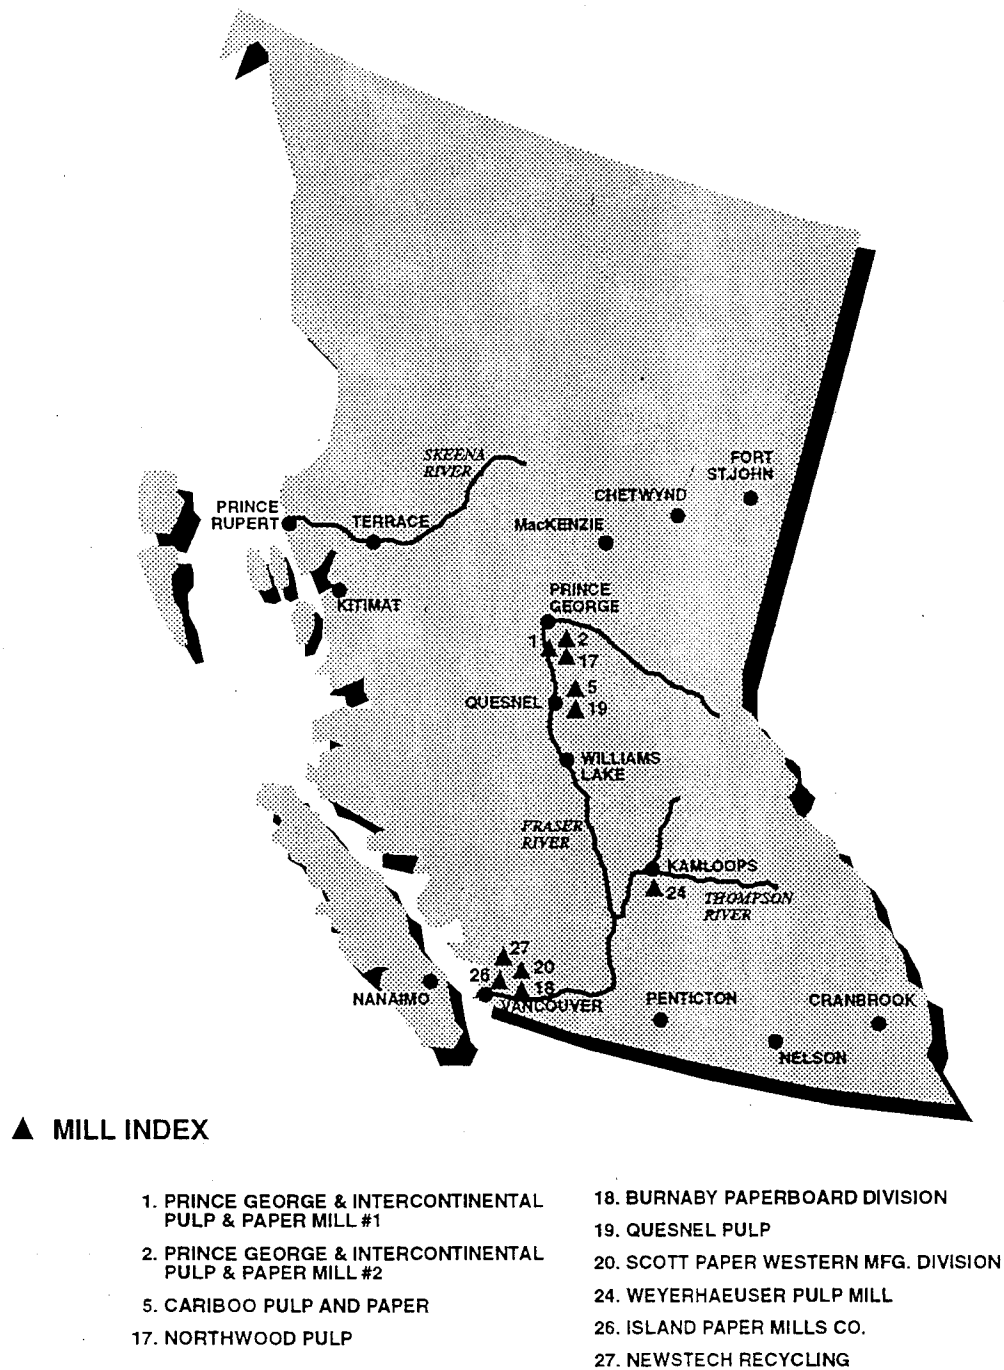 SKEENA
RIVER
FORT
ST.JOHN
CHETWYND
PRINCE
RUPERT
TERRACE
MacKENZIE
KITIMAT
PRINCE
GEORGE
1
2
17
5
QUESNEL
19
WILLIAMS
LAKE
FRASER
RIVER
KAMLOOPS
24
THOMPSON
RIVER
27
20
26
18
NANAIMO
VANCOUVER
PENTICTON
CRANBROOK
NELSON
MILL INDEX
1. PRINCE GEORGE & INTERCONTINENTAL
PULP & PAPER MILL #1
2. PRINCE GEORGE & INTERCONTINENTAL
PULP & PAPER MILL #2
5. CARIBOO PULP AND PAPER
17. NORTHWOOD PULP
18. BURNABY PAPERBOARD DIVISION
19. QUESNEL PULP
20. SCOTT PAPER WESTERN MFG. DIVISION
24. WEYERHAEUSER PULP MILL
26. ISLAND PAPER MILLS CO.
27. NEWSTECH RECYCLING